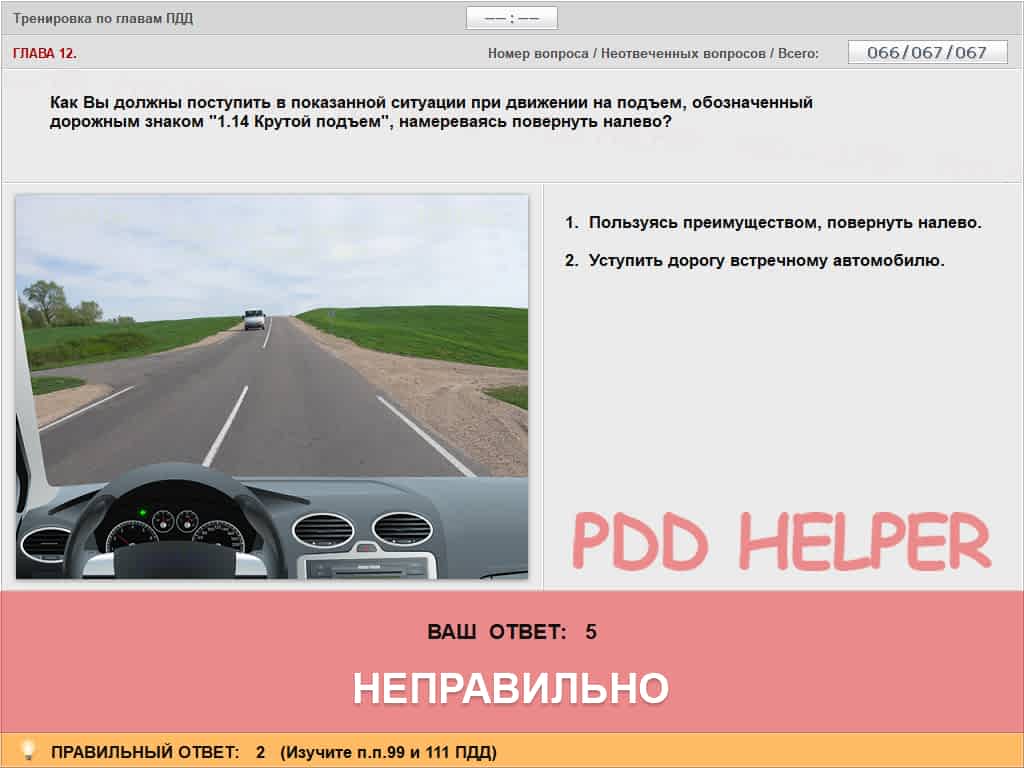 Тренировка по главам ПДД
—— : ——
ГЛАВА 12.
Номер вопроса / Неотвеченных вопросов / Всего:
066/067/067
Как Вы должны поступить в показанной ситуации при движении на подъем, обозначенный
дорожным знаком "1.14 Крутой подъем", намереваясь повернуть налево?
1. Пользуясь преимуществом, повернуть налево.
2. Уступить дорогу встречному автомобилю.
PDD HELPER
ВАШ ОТВЕТ: 5
НЕПРАВИЛЬНО
ПРАВИЛЬНЫЙ ОТВЕТ: 2 (Изучите п.п.99 и 111 ПДД)